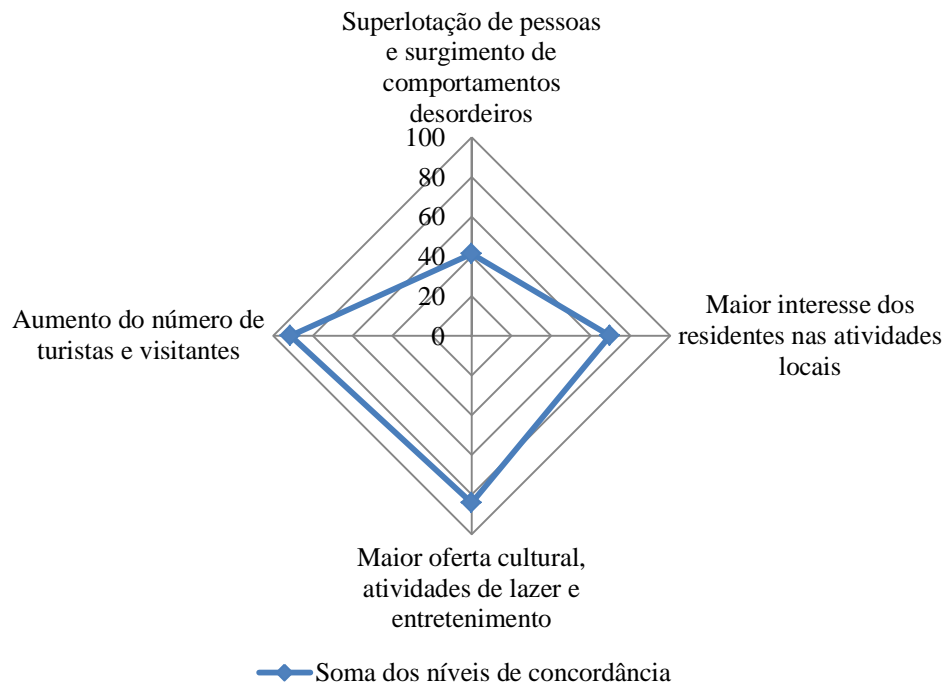 Superlotação de pessoas
e surgimento de
comportamentos
desordeiros
100
80
60
40
20
0
Maior interesse dos
residentes nas atividades
locais
Maior oferta cultural,
atividades de lazer e
entretenimento
Aumento do número de
turistas e visitantes
Soma dos níveis de concordância